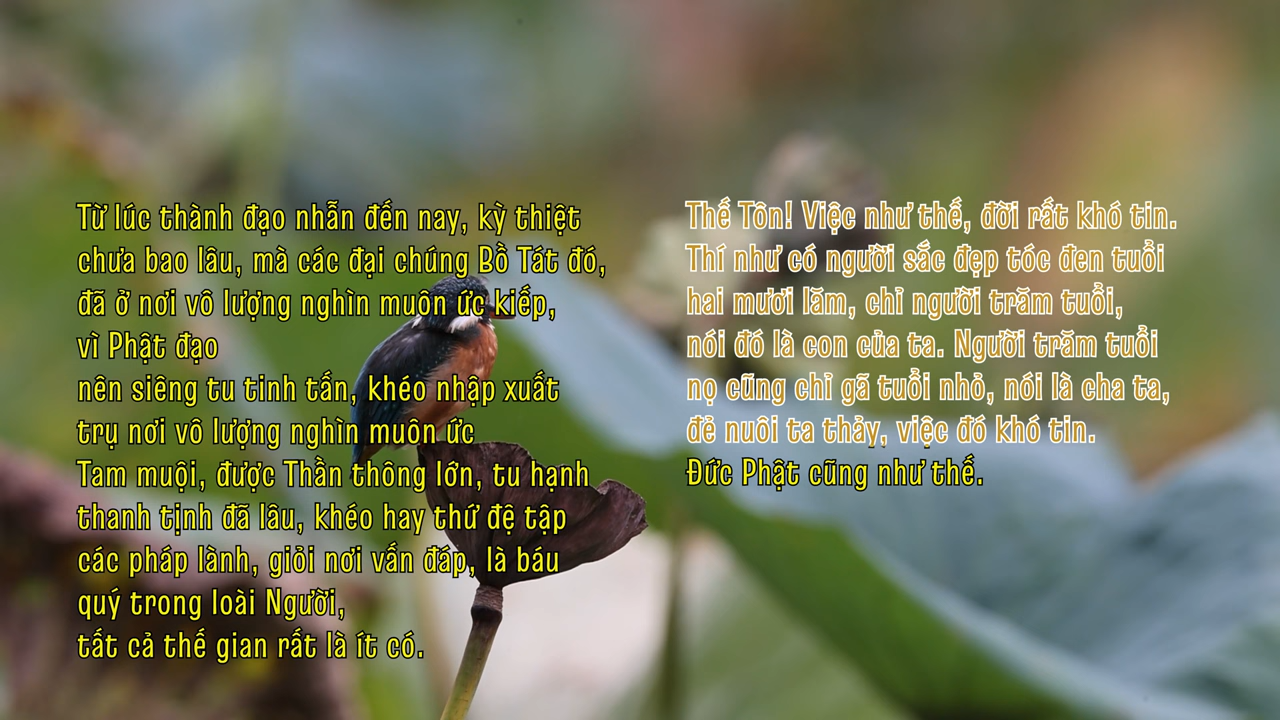 Từ lúc thành đạo nhẫn đến nay, kỳ thiệt
chưa bao lâu, mà các đại chúng Bồ Tát đó,
đã ở nơi vô lượng nghìn muôn ức kiếp,
vì Phật đạo
nên siêng tu tinh tấn, khéo nhập xuất
trụ nơi vô lượng nghìn muôn ức
Tam muội, được Thần thông lớn, tu hạnh
thanh tịnh đã lâu, khéo hay thứ đệ tập
các pháp lành, giỏi nơi vấn đáp, là báu
quý trong loài Người,
tất cả thế gian rất là ít có.
Thế Tôn! Việc như thế, đời rất khó tin.
Thí như có người sắc đẹp tóc đen tuổi
hai mươi lăm, chỉ người trăm tuổi,
nói đó là con của ta. Người trăm tuổi
nọ cũng chỉ gã tuổi nhỏ, nói là cha ta,
đẻ nuôi ta thảy, việc đó khó tin.
Đức Phật cũng như thế.